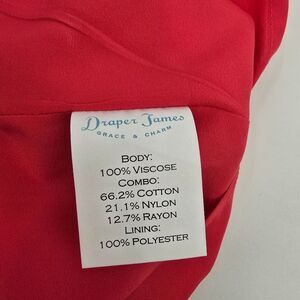 Draper James
GRACE & CHARM
BODY:
100% VISCOSE
COMBO:
66.2% COTTON
21.1% NYLON
12.7% RAYON
LINING:
100% POLYESTER